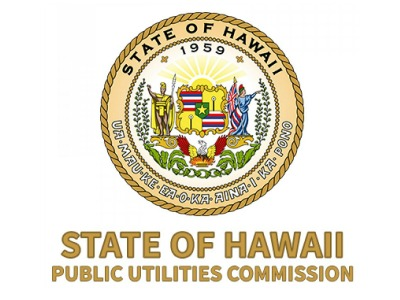 STATE OF HAWAII
1959
UA·MAU·KE·EA·O·KA·AINA·I·KA·PONO
STATE OF HAWAII
PUBLIC UTILITIES COMMISSION